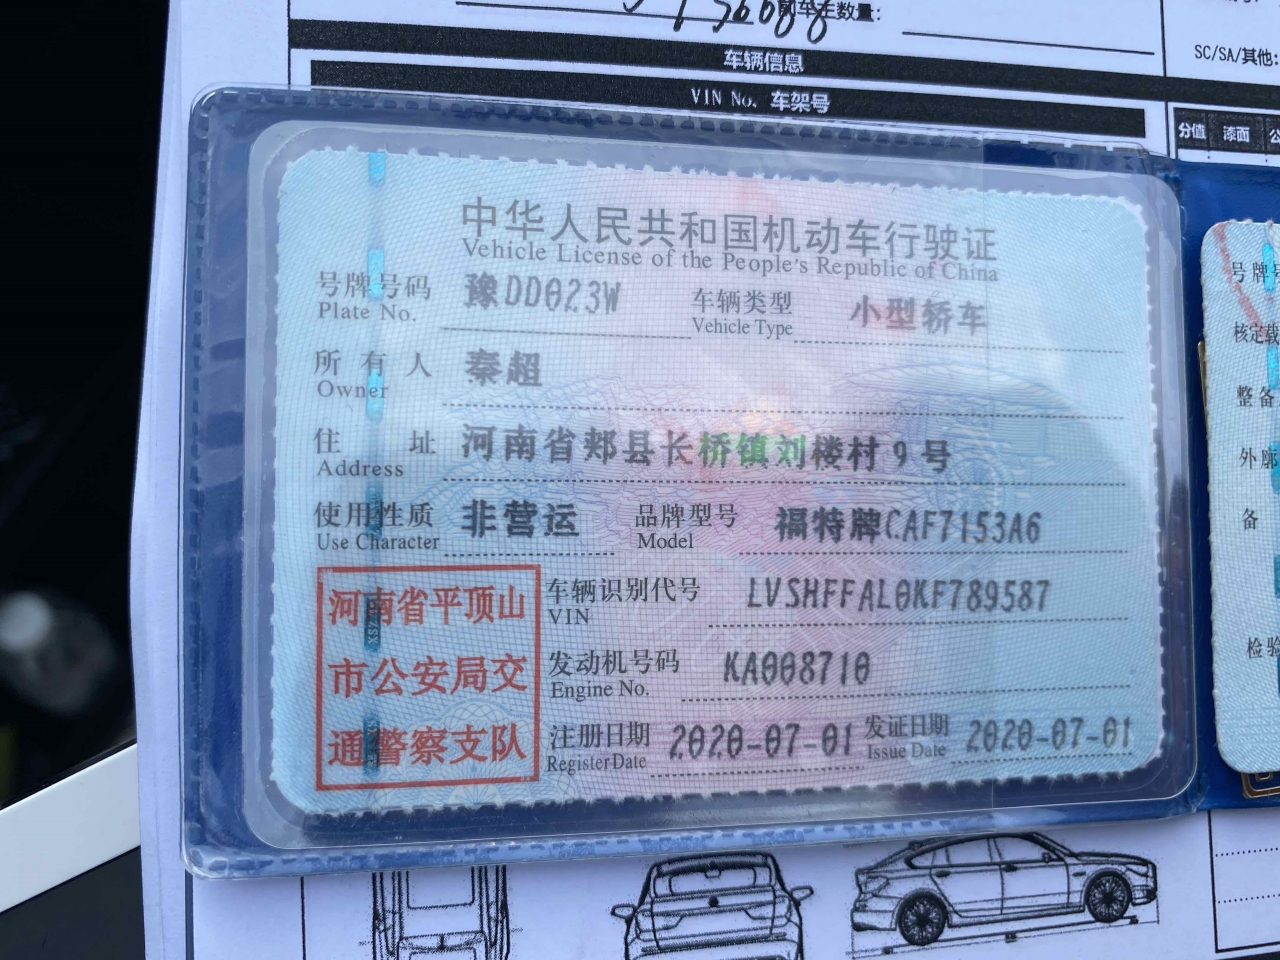 车数量:
SC/SA/其他:
车辆信息
VIN No. 车架号
分值 漆面
中华人民共和国机动车行驶证
Vehicle License of the People's Republic of China
号牌号码 豫DD023W 车辆类型 小型轿车
Plate No. Vehicle Type
所有人 秦超
Owner
住址 河南省郏县长桥镇刘楼村9号
Address
使用性质 非营运 品牌型号 福特牌CAF7153A6
Use Character Model
河南省平顶山
市公安局交
通警察支队
车辆识别代号 LVSHFFAL0KF789587
VIN
发动机号码 KA008710
Engine No.
注册日期 2020-07-01 发证日期 2020-07-01
Register Date Issue Date
号牌
核定载
整备
外廓
备
检验